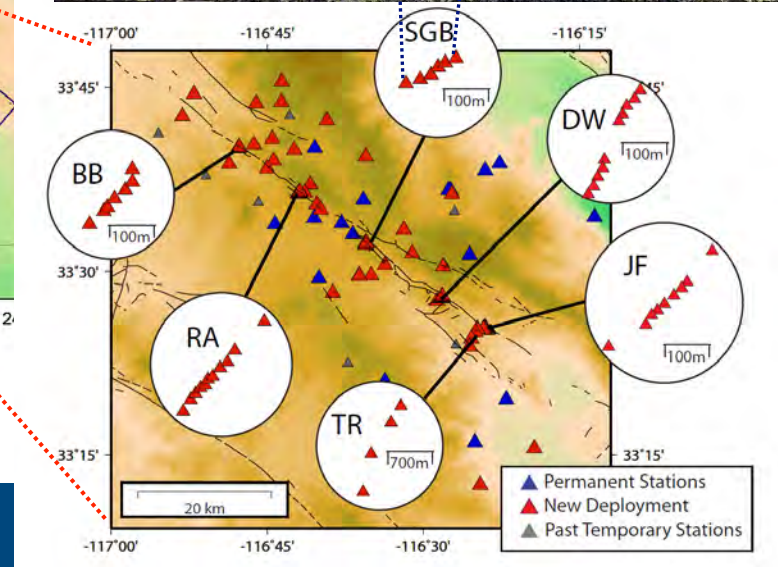 -117°00'
-116°45'
-116°15'
33°45'
45'
SGB
100m
DW
100m
BB
100m
33°30'
JF
100m
2
RA
TR
700m
33°15'
33°15'
20 km
Permanent Stations
New Deployment
Past Temporary Stations
-117°00'
-116°45'
-116°30'